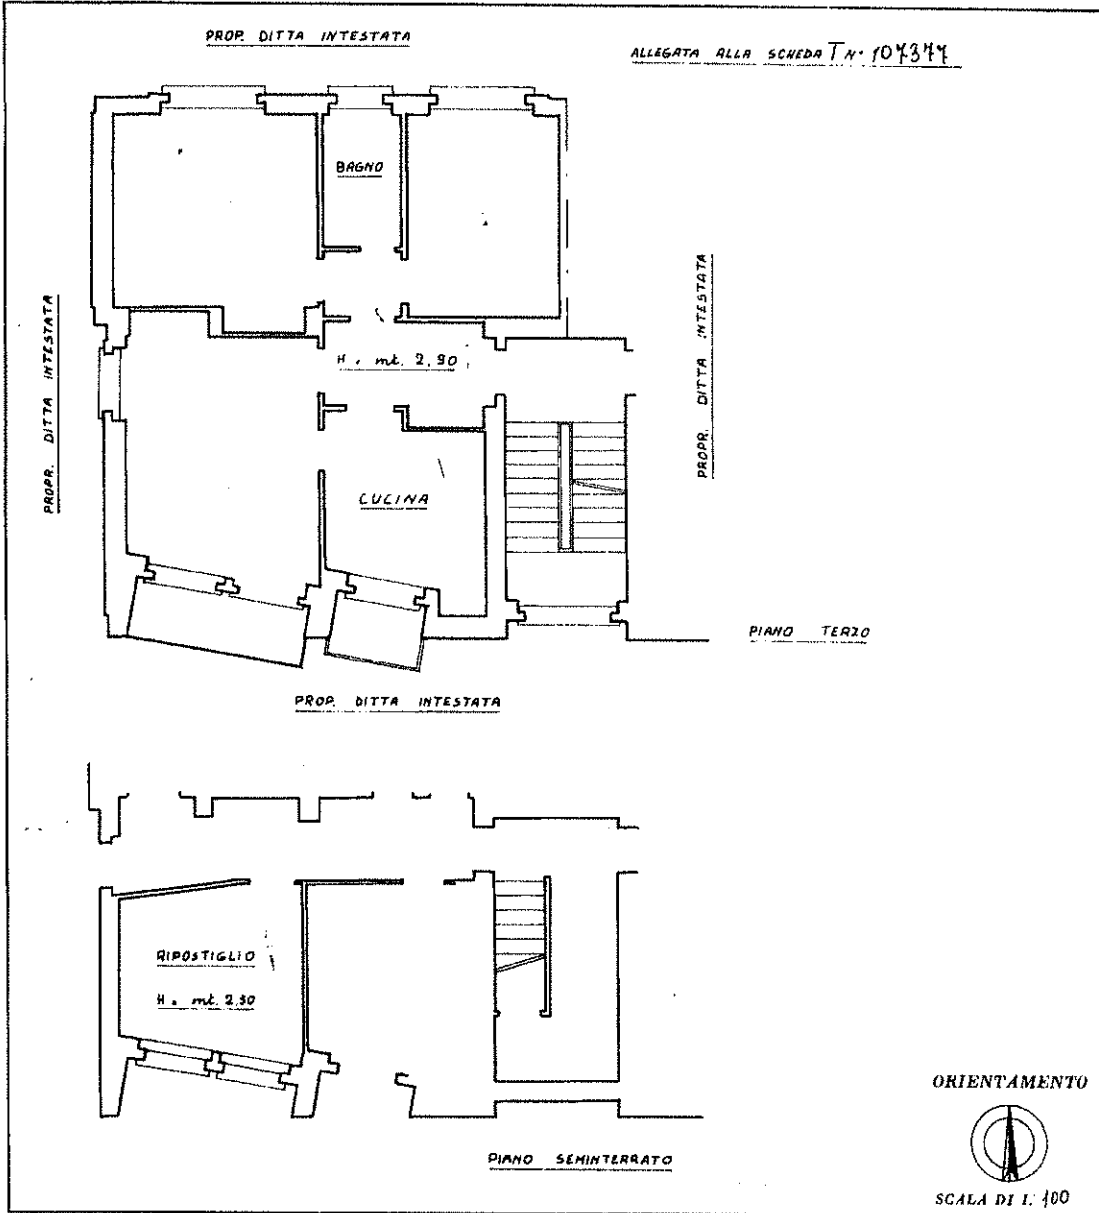 PROP. DITTA INTESTATA
ALLEGATA ALLA SCHEDA T N° 107377
BAGNO
PROPR. DITTA INTESTATA
PROPR. DITTA INTESTATA
H. mt. 2,90
CUCINA
PIANO TERZO
PROP. DITTA INTESTATA
RIPOSTIGLIO
H. mt. 2,30
PIANO SEMINTERRATO
ORIENTAMENTO
SCALA DI 1: 100